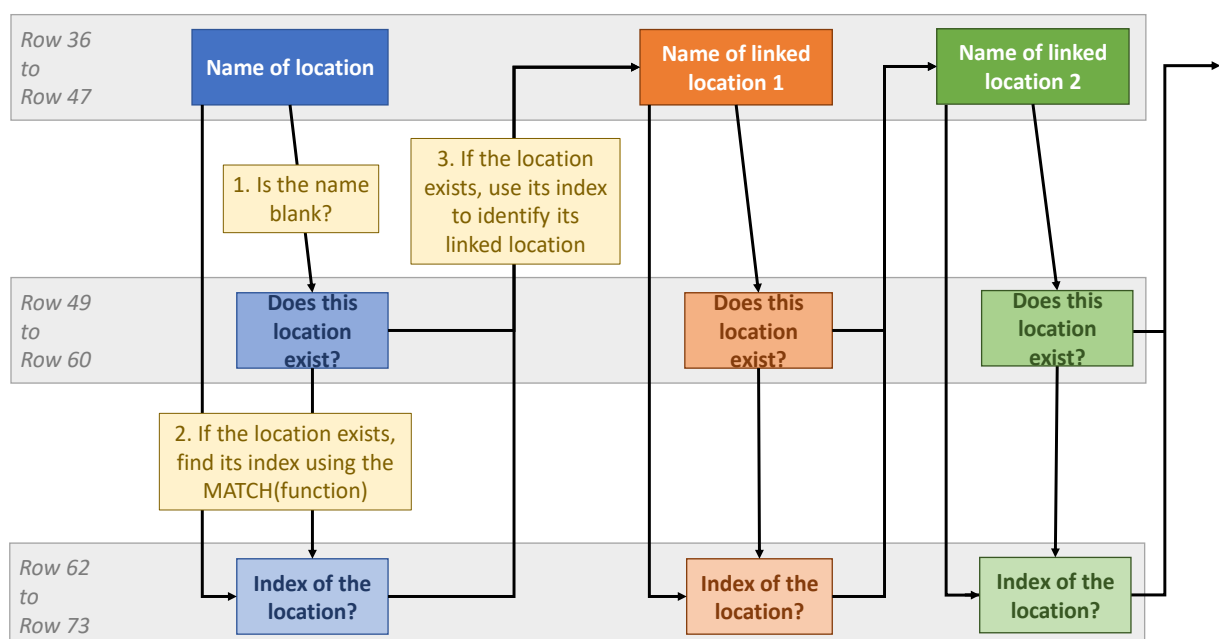 Row 36
to
Row 47
Name of location
Name of linked
location 1
Name of linked
location 2
1. Is the name
blank?
3. If the location
exists, use its index
to identify its
linked location
Row 49
to
Row 60
Does this
location
exist?
Does this
location
exist?
Does this
location
exist?
2. If the location exists,
find its index using the
MATCH(function)
Row 62
to
Row 73
Index of the
location?
Index of the
location?
Index of the
location?